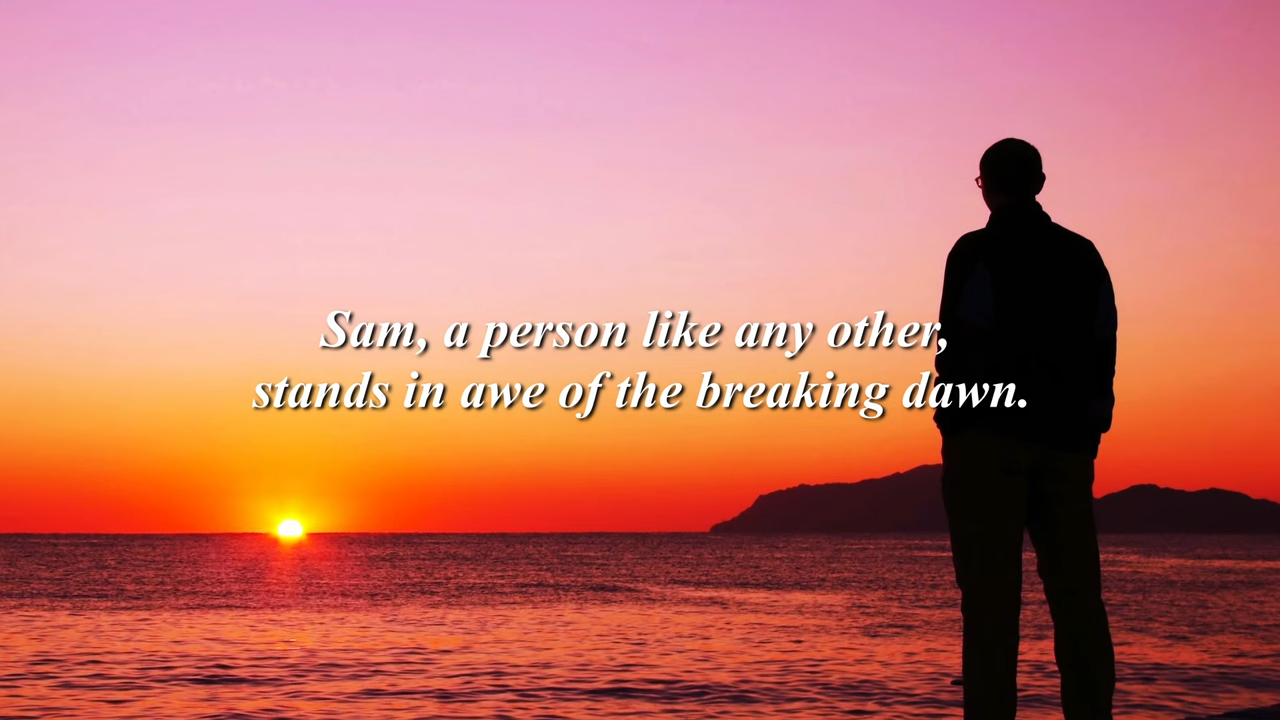 Sam, a person like any other,
stands in awe of the breaking dawn.